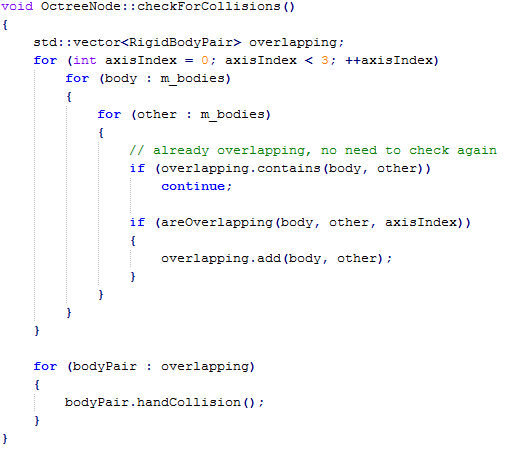 void OctreeNode::checkForCollisions()
{
    std::vector<RigidBodyPair> overlapping;
    for (int axisIndex = 0; axisIndex < 3; ++axisIndex)
        for (body : m_bodies)
        {
            for (other : m_bodies)
            {
                // already overlapping, no need to check again
                if (overlapping.contains(body, other))
                    continue;

                if (areOverlapping(body, other, axisIndex))
                {
                    overlapping.add(body, other);
                }
            }
        }
    }

    for (bodyPair : overlapping)
    {
        bodyPair.handCollision();
    }
}